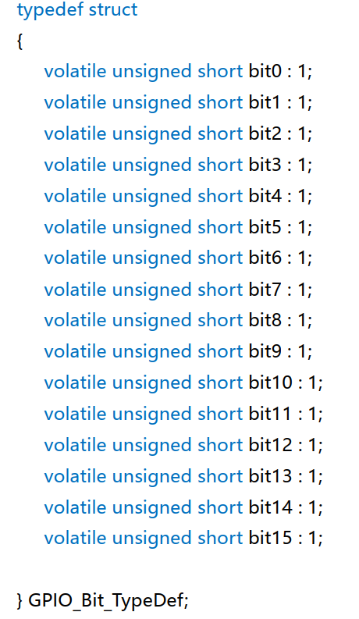 typedef struct
{
volatile unsigned short bit0 : 1;
volatile unsigned short bit1 : 1;
volatile unsigned short bit2 : 1;
volatile unsigned short bit3 : 1;
volatile unsigned short bit4 : 1;
volatile unsigned short bit5 : 1;
volatile unsigned short bit6 : 1;
volatile unsigned short bit7 : 1;
volatile unsigned short bit8 : 1;
volatile unsigned short bit9 : 1;
volatile unsigned short bit10 : 1;
volatile unsigned short bit11 : 1;
volatile unsigned short bit12 : 1;
volatile unsigned short bit13 : 1;
volatile unsigned short bit14 : 1;
volatile unsigned short bit15 : 1;
} GPIO_Bit_TypeDef;